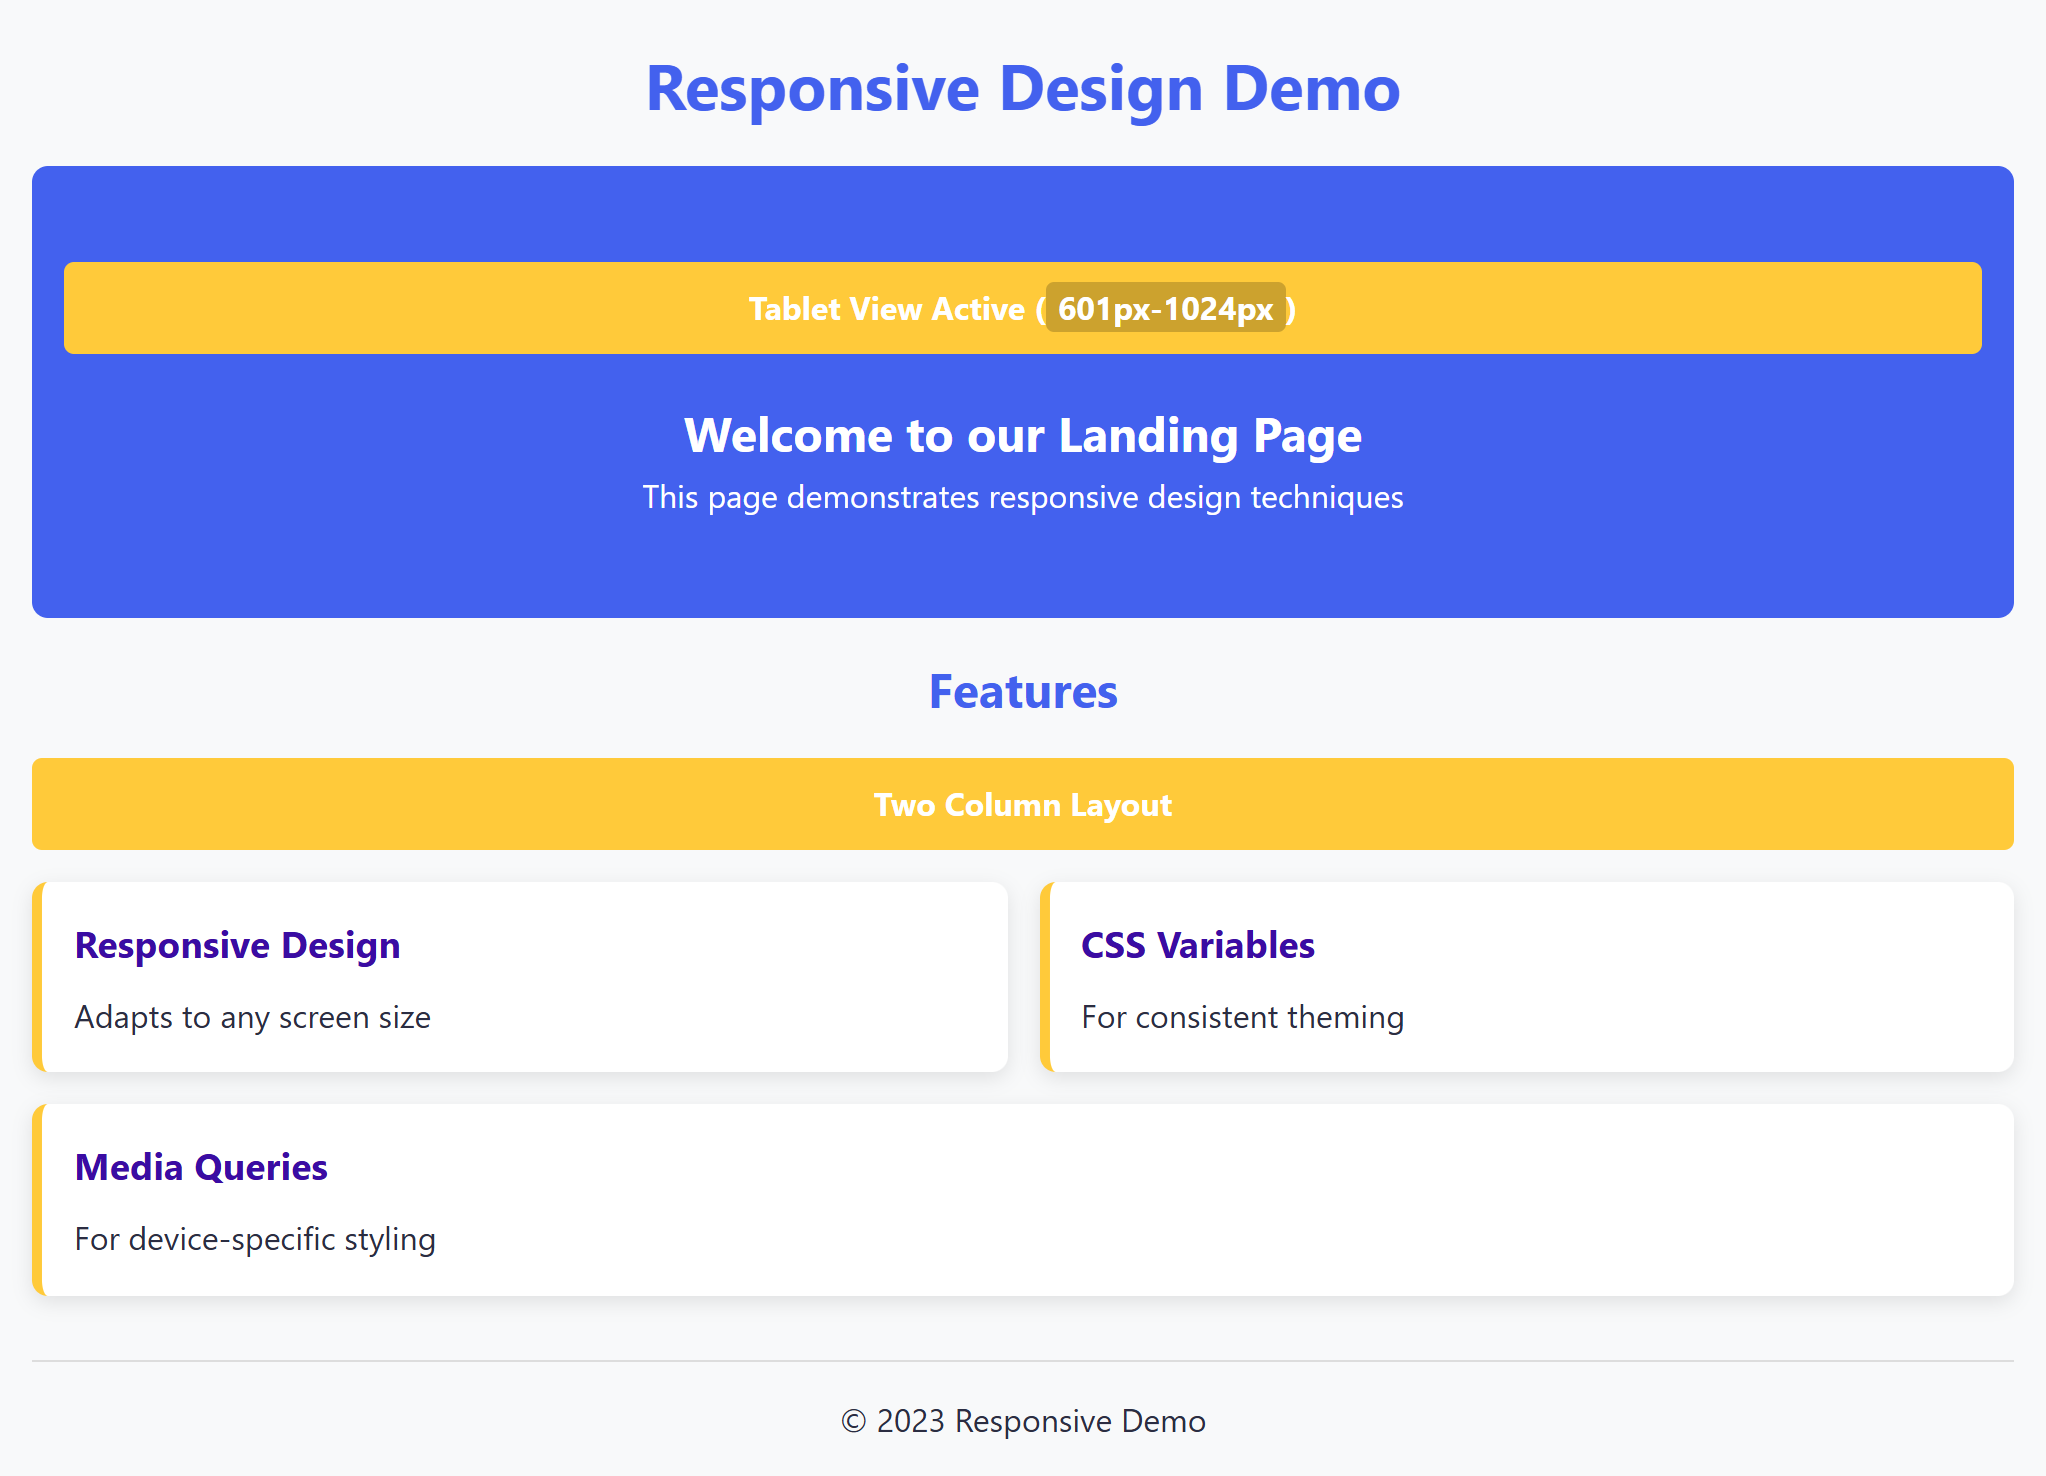 Responsive Design Demo
Tablet View Active (601px-1024px)
Welcome to our Landing Page
This page demonstrates responsive design techniques
Features
Two Column Layout
Responsive Design
Adapts to any screen size
CSS Variables
For consistent theming
Media Queries
For device-specific styling
© 2023 Responsive Demo